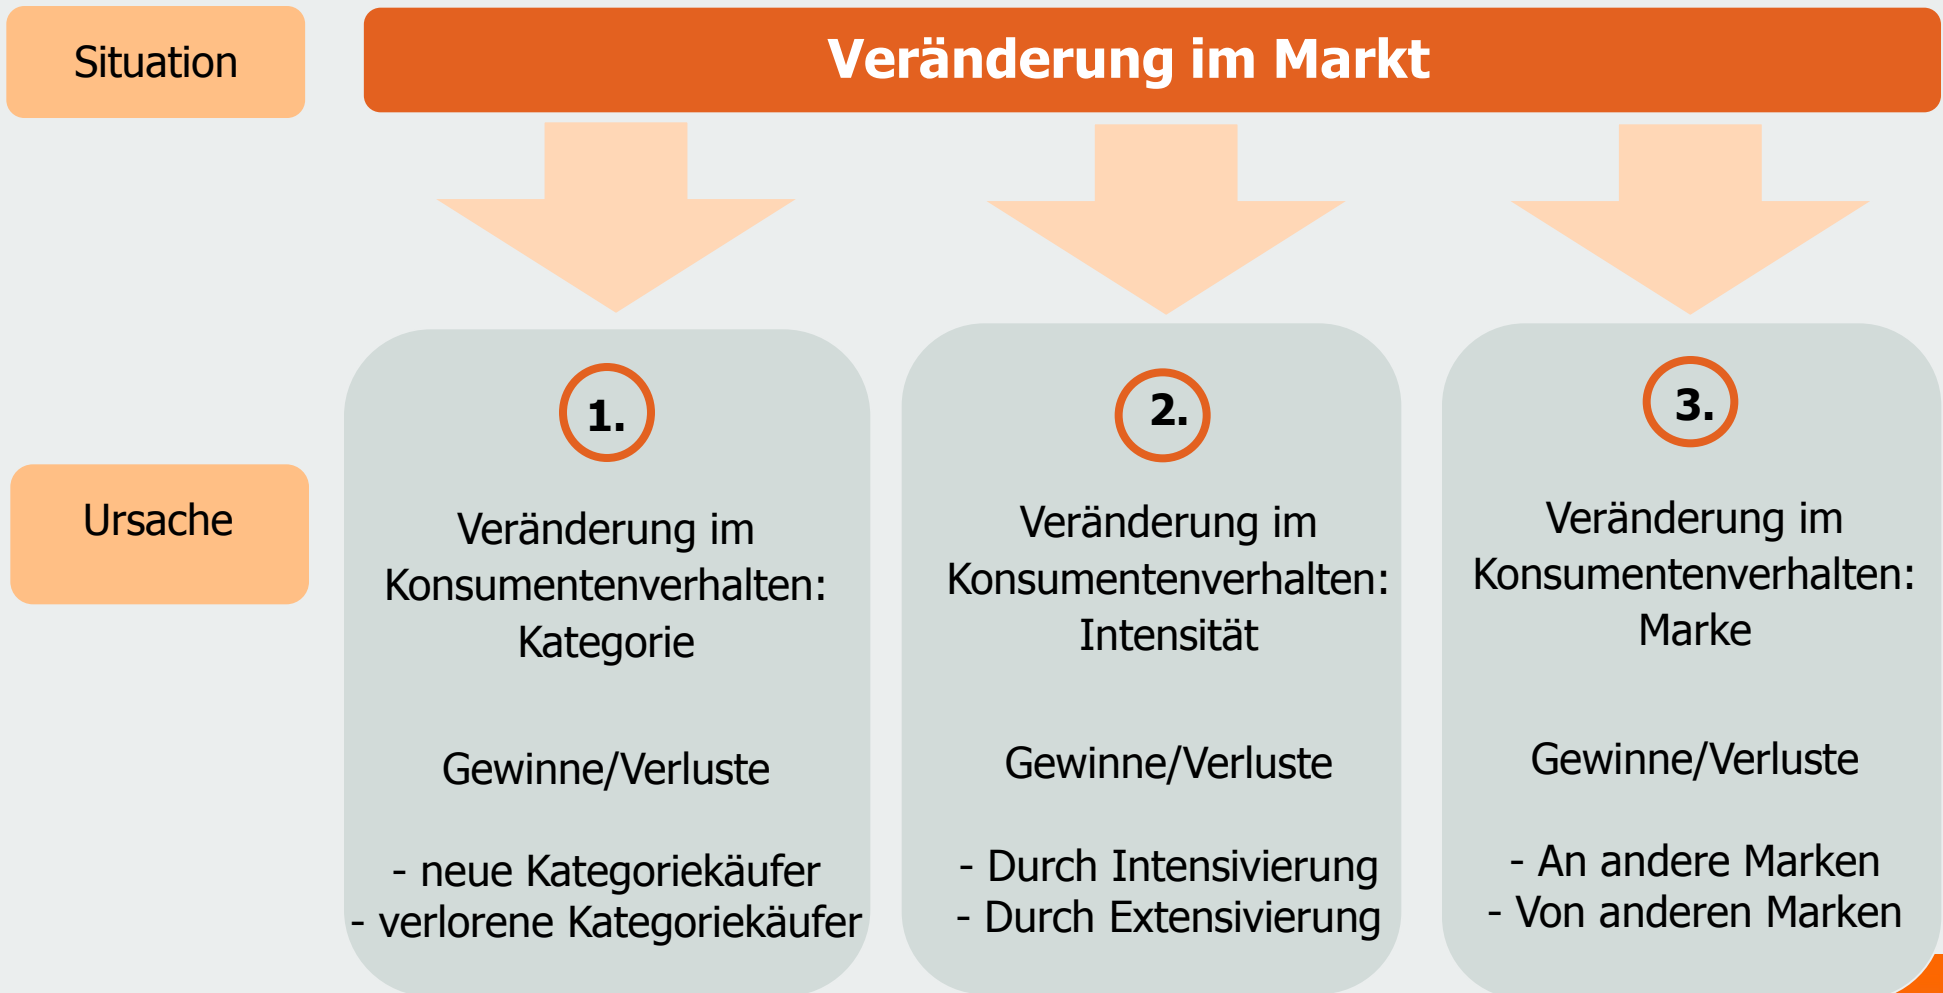 Situation
Veränderung im Markt
Ursache
1.
Veränderung im
Konsumentenverhalten:
Kategorie
Gewinne/Verluste
- neue Kategoriekäufer
- verlorene Kategoriekäufer
2.
Veränderung im
Konsumentenverhalten:
Intensität
Gewinne/Verluste
- Durch Intensivierung
- Durch Extensivierung
3.
Veränderung im
Konsumentenverhalten:
Marke
Gewinne/Verluste
- An andere Marken
- Von anderen Marken